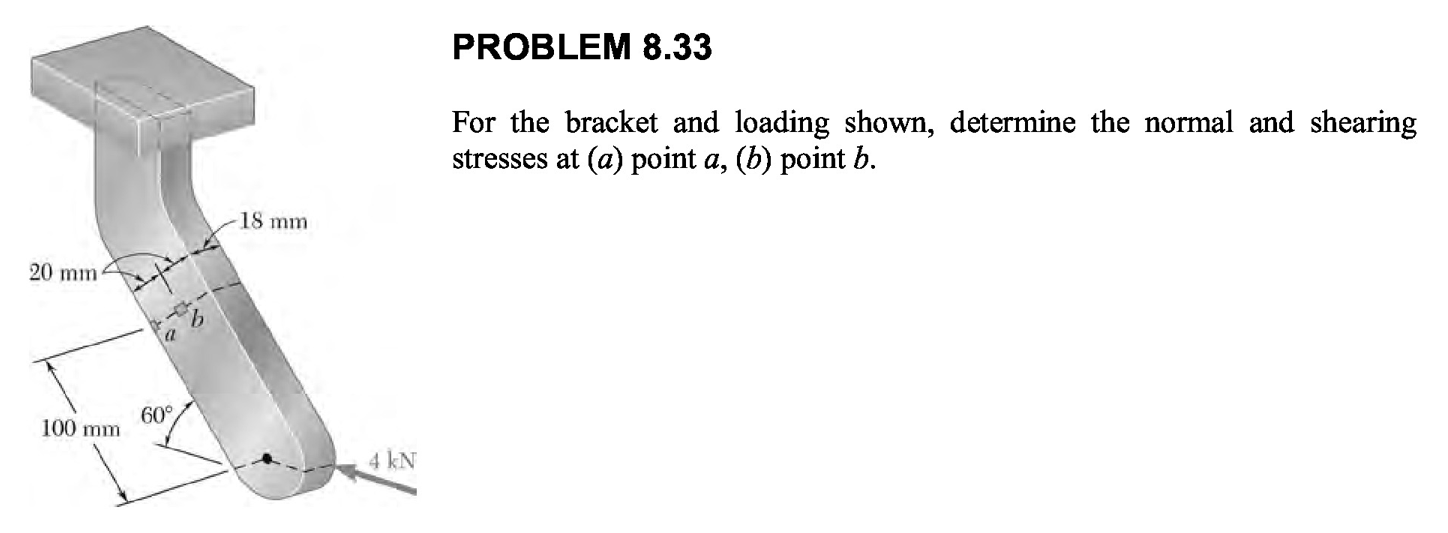 PROBLEM 8.33
For the bracket and loading shown, determine the normal and shearing
stresses at (a) point a, (b) point b.
18 mm
20 mm
b
a
100 mm
60°
4 kN